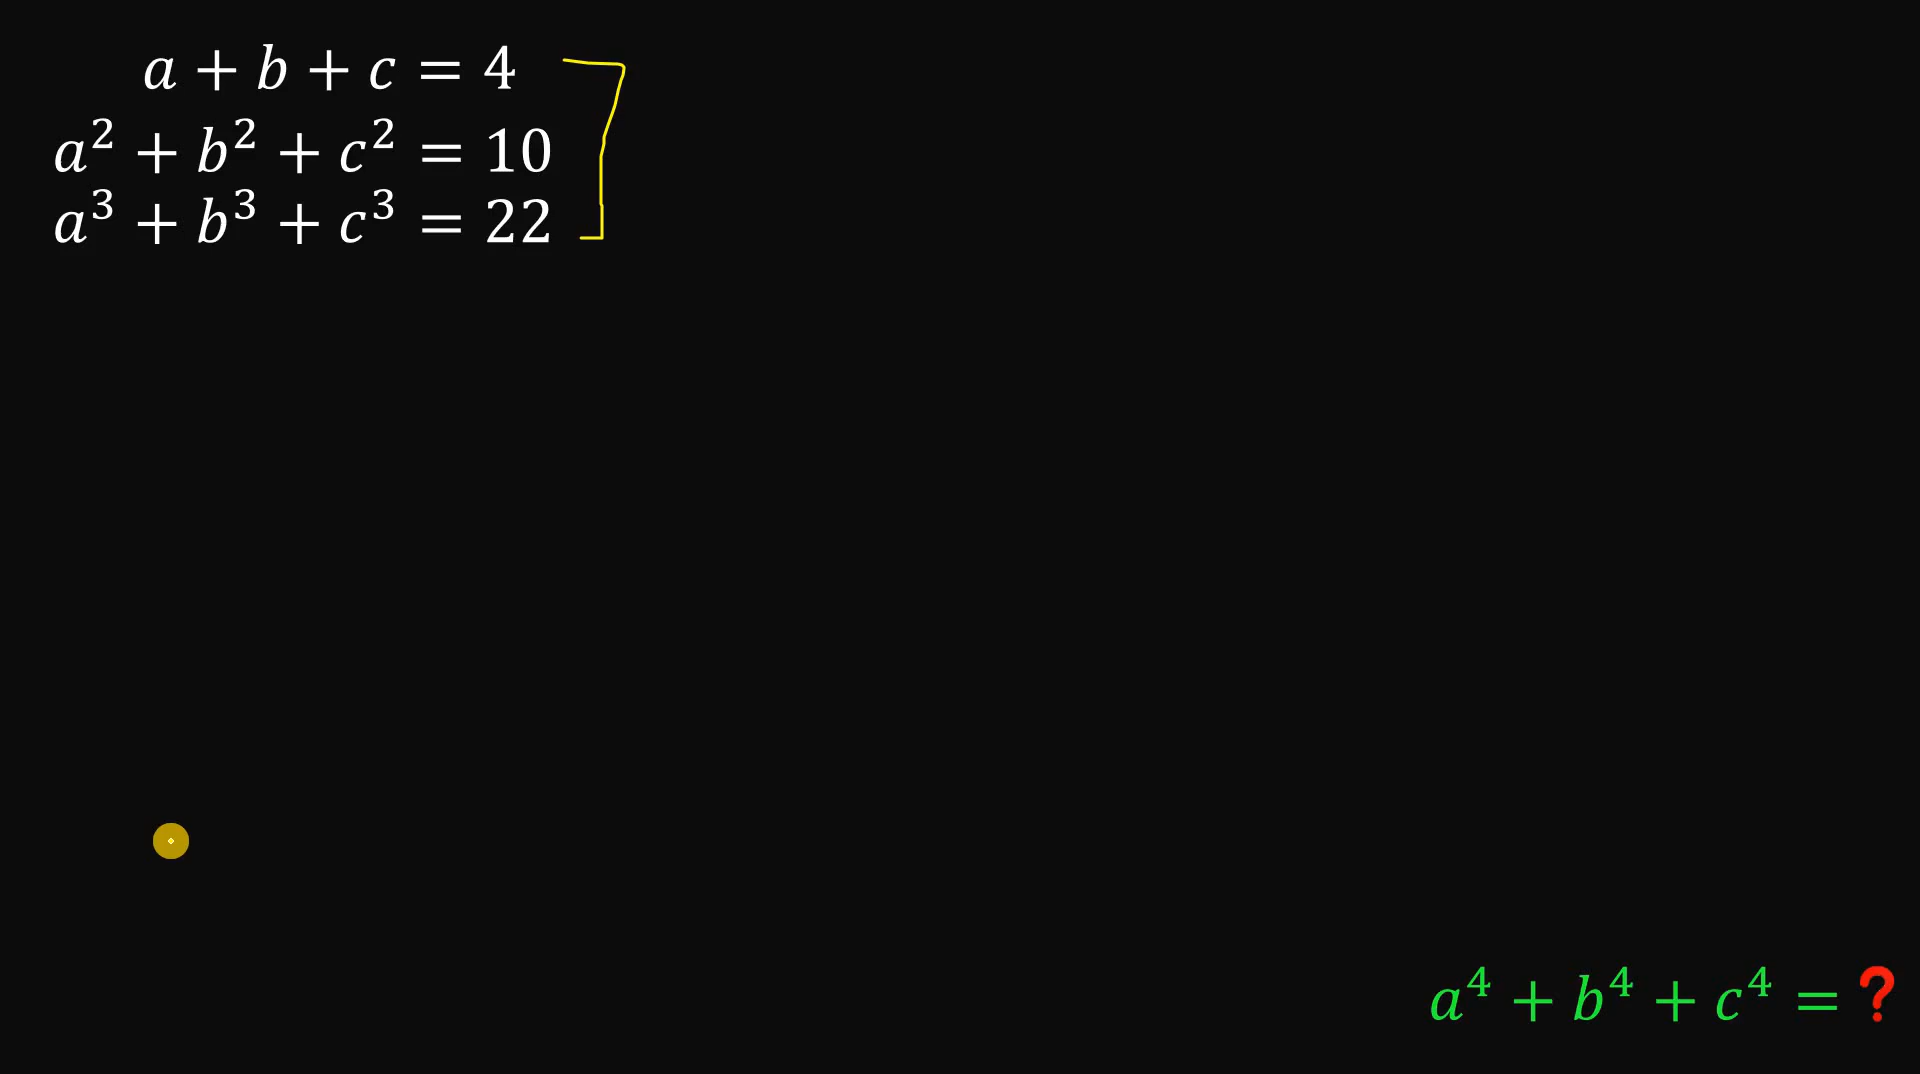 a + b + c = 4
a² + b² + c² = 10
a³ + b³ + c³ = 22
a⁴ + b⁴ + c⁴ = ❓